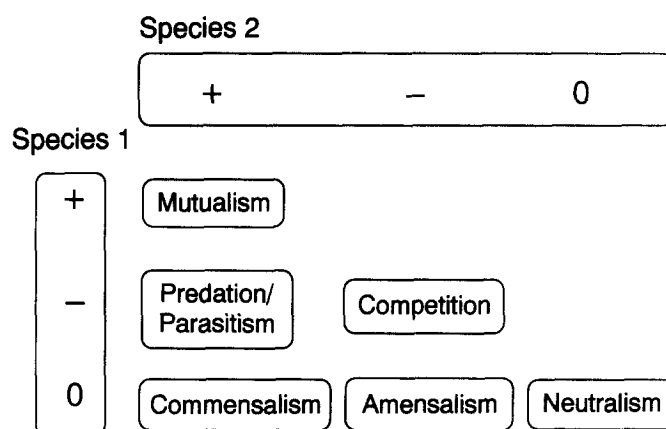 Species 2
+ − 0
Species 1
+ Mutualism
− Predation/
Parasitism Competition
0 Commensalism Amensalism Neutralism